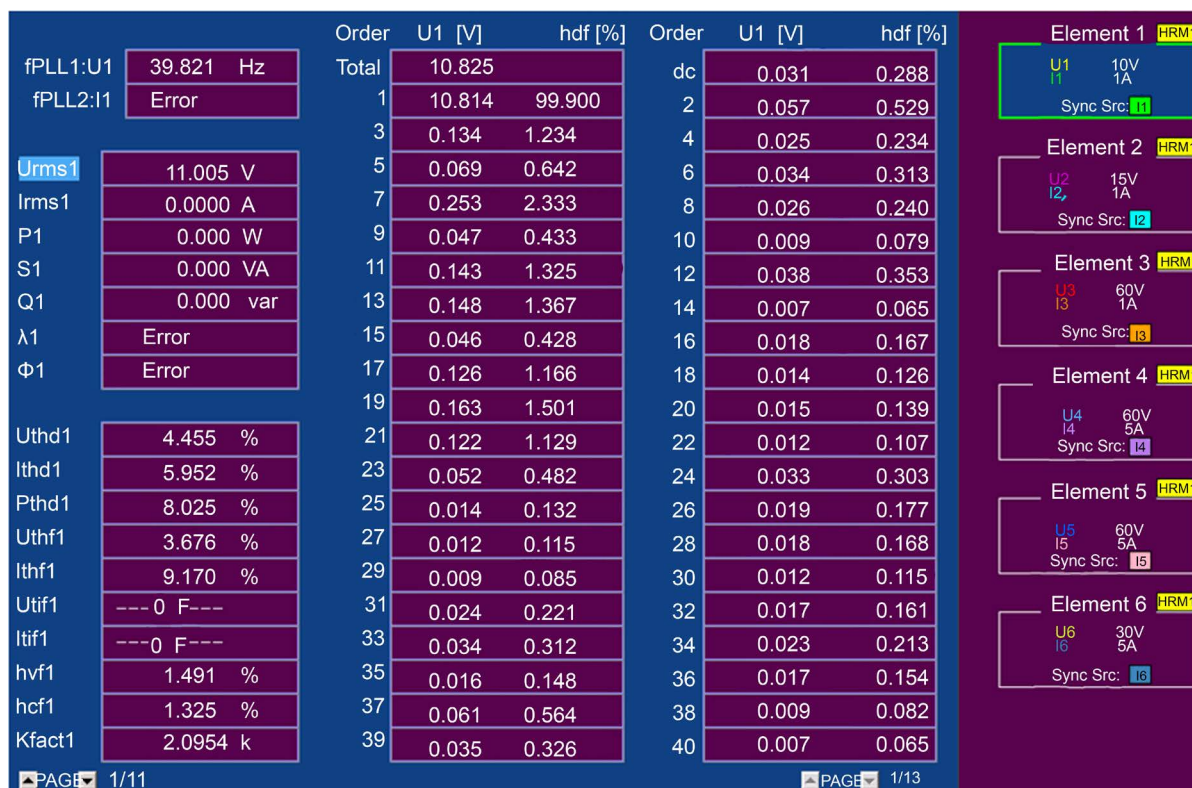 fPLL1:U1 39.821 Hz
fPLL2:I1 Error
Urms1 11.005 V
Irms1 0.0000 A
P1 0.000 W
S1 0.000 VA
Q1 0.000 var
λ1 Error
Φ1 Error
Uthd1 4.455 %
Ithd1 5.952 %
Pthd1 8.025 %
Uthf1 3.676 %
Ithf1 9.170 %
Utif1 ---0 F---
Itif1 ---0 F---
hvf1 1.491 %
hcf1 1.325 %
Kfact1 2.0954 k
PAGE 1/11
Order U1 [V] hdf [%]
Total 10.825
1 10.814 99.900
3 0.134 1.234
5 0.069 0.642
7 0.253 2.333
9 0.047 0.433
11 0.143 1.325
13 0.148 1.367
15 0.046 0.428
17 0.126 1.166
19 0.163 1.501
21 0.122 1.129
23 0.052 0.482
25 0.014 0.132
27 0.012 0.115
29 0.009 0.085
31 0.024 0.221
33 0.034 0.312
35 0.016 0.148
37 0.061 0.564
39 0.035 0.326
Order U1 [V] hdf [%]
dc 0.031 0.288
2 0.057 0.529
4 0.025 0.234
6 0.034 0.313
8 0.026 0.240
10 0.009 0.079
12 0.038 0.353
14 0.007 0.065
16 0.018 0.167
18 0.014 0.126
20 0.015 0.139
22 0.012 0.107
24 0.033 0.303
26 0.019 0.177
28 0.018 0.168
30 0.012 0.115
32 0.017 0.161
34 0.023 0.213
36 0.017 0.154
38 0.009 0.082
40 0.007 0.065
PAGE 1/13
Element 1 HRM1
U1 10V
I1 1A
Sync Src: I1
Element 2 HRM1
U2 15V
I2, 1A
Sync Src: I2
Element 3 HRM1
U3 60V
I3 1A
Sync Src: I3
Element 4 HRM1
U4 60V
I4 5A
Sync Src: I4
Element 5 HRM1
U5 60V
I5 5A
Sync Src: I5
Element 6 HRM1
U6 30V
I6 5A
Sync Src: I6